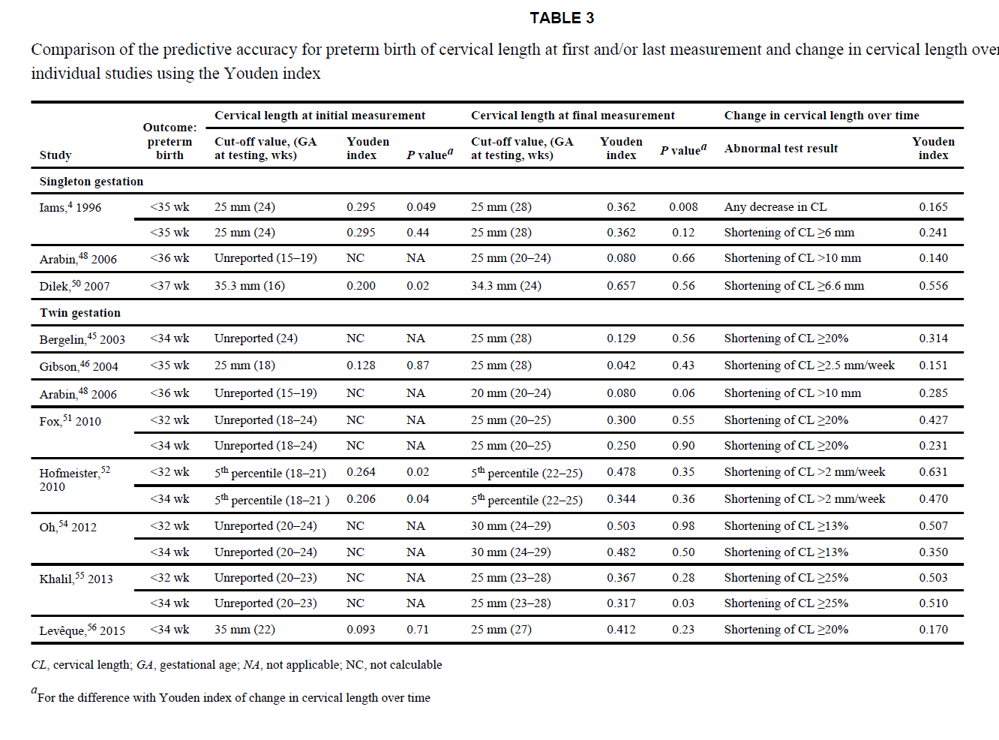 TABLE 3
Comparison of the predictive accuracy for preterm birth of cervical length at first and/or last measurement and change in cervical length over
individual studies using the Youden index
Cervical length at initial measurement Cervical length at final measurement Change in cervical length over time
Study Outcome: preterm birth Cut-off value, (GA at testing, wks) Youden index P value^a Cut-off value, (GA at testing, wks) Youden index P value^a Abnormal test result Youden index
Singleton gestation
Iams,^4 1996 <35 wk 25 mm (24) 0.295 0.049 25 mm (28) 0.362 0.008 Any decrease in CL 0.165
<35 wk 25 mm (24) 0.295 0.44 25 mm (28) 0.362 0.12 Shortening of CL ≥6 mm 0.241
Arabin,^48 2006 <36 wk Unreported (15–19) NC NA 25 mm (20–24) 0.080 0.66 Shortening of CL >10 mm 0.140
Dilek,^50 2007 <37 wk 35.3 mm (16) 0.200 0.02 34.3 mm (24) 0.657 0.56 Shortening of CL ≥6.6 mm 0.556
Twin gestation
Bergelin,^45 2003 <34 wk Unreported (24) NC NA 25 mm (28) 0.129 0.56 Shortening of CL ≥20% 0.314
Gibson,^46 2004 <35 wk 25 mm (18) 0.128 0.87 25 mm (28) 0.042 0.43 Shortening of CL ≥2.5 mm/week 0.151
Arabin,^48 2006 <36 wk Unreported (15–19) NC NA 20 mm (20–24) 0.080 0.06 Shortening of CL >10 mm 0.285
Fox,^51 2010 <32 wk Unreported (18–24) NC NA 25 mm (20–25) 0.300 0.55 Shortening of CL ≥20% 0.427
<34 wk Unreported (18–24) NC NA 25 mm (20–25) 0.250 0.90 Shortening of CL ≥20% 0.231
Hofmeister,^52 2010 <32 wk 5^th percentile (18–21) 0.264 0.02 5^th percentile (22–25) 0.478 0.35 Shortening of CL >2 mm/week 0.631
<34 wk 5^th percentile (18–21 ) 0.206 0.04 5^th percentile (22–25) 0.344 0.36 Shortening of CL >2 mm/week 0.470
Oh,^54 2012 <32 wk Unreported (20–24) NC NA 30 mm (24–29) 0.503 0.98 Shortening of CL ≥13% 0.507
<34 wk Unreported (20–24) NC NA 30 mm (24–29) 0.482 0.50 Shortening of CL ≥13% 0.350
Khalil,^55 2013 <32 wk Unreported (20–23) NC NA 25 mm (23–28) 0.367 0.28 Shortening of CL ≥25% 0.503
<34 wk Unreported (20–23) NC NA 25 mm (23–28) 0.317 0.03 Shortening of CL ≥25% 0.510
Levêque,^56 2015 <34 wk 35 mm (22) 0.093 0.71 25 mm (27) 0.412 0.23 Shortening of CL ≥20% 0.170
CL, cervical length; GA, gestational age; NA, not applicable; NC, not calculable
^a For the difference with Youden index of change in cervical length over time